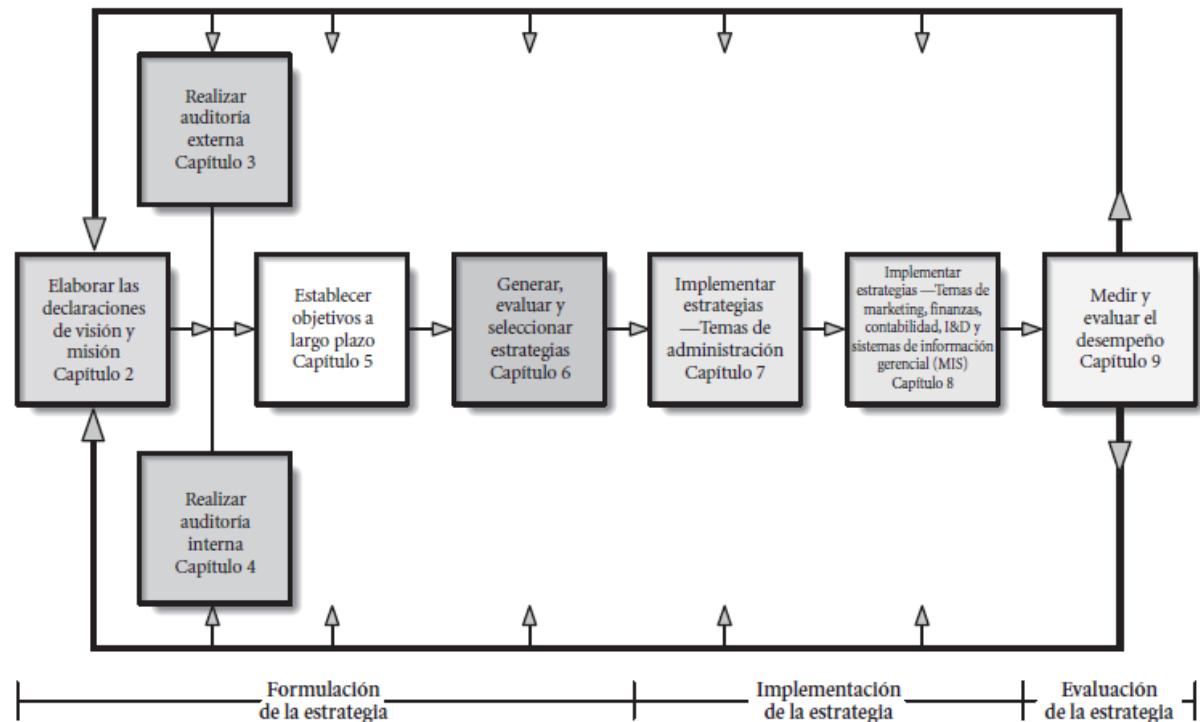 Realizar
auditoría
externa
Capítulo 3
Elaborar las
declaraciones
de visión y
misión
Capítulo 2
Establecer
objetivos a
largo plazo
Capítulo 5
Generar,
evaluar y
seleccionar
estrategias
Capítulo 6
Implementar
estrategias
—Temas de
administración
Capítulo 7
Implementar
estrategias —Temas de
marketing, finanzas,
contabilidad, I&D y
sistemas de información
gerencial (MIS)
Capítulo 8
Medir y
evaluar el
desempeño
Capítulo 9
Realizar
auditoría
interna
Capítulo 4
Formulación
de la estrategia
Implementación
de la estrategia
Evaluación
de la estrategia